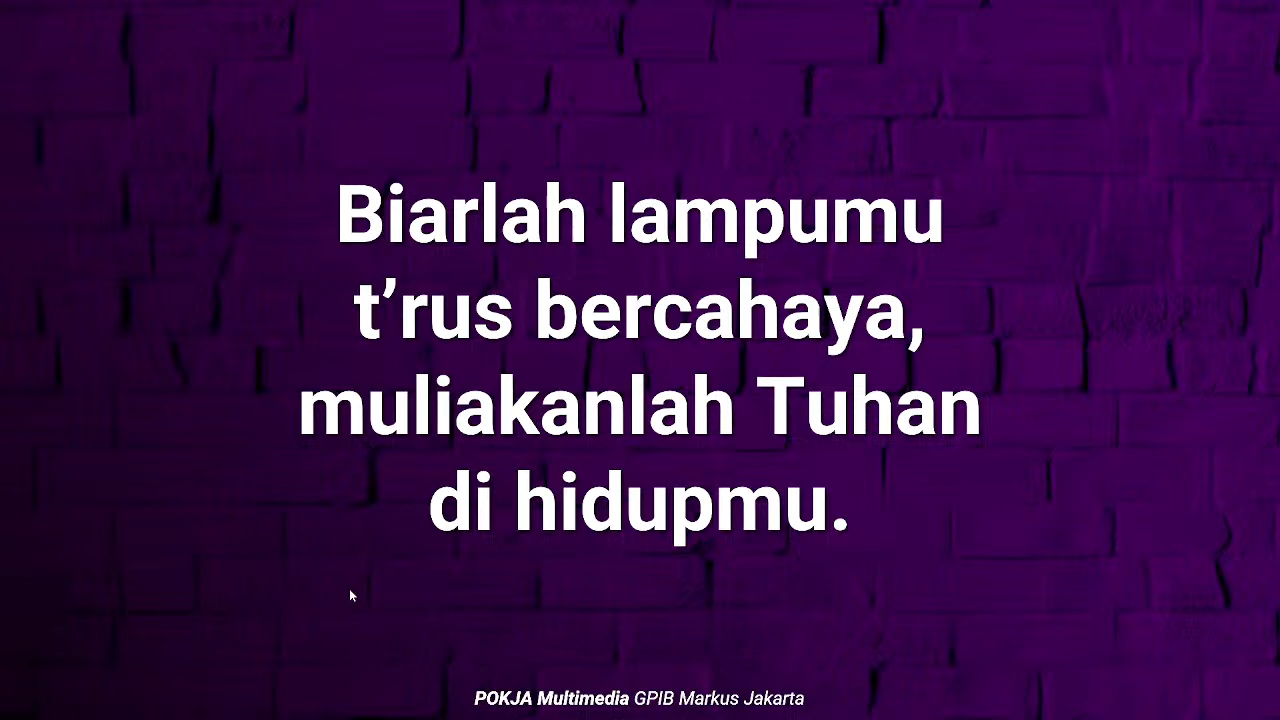 Biarlah lampumu
t’rus bercahaya,
muliakanlah Tuhan
di hidupmu.
POKJA Multimedia GPIB Markus Jakarta